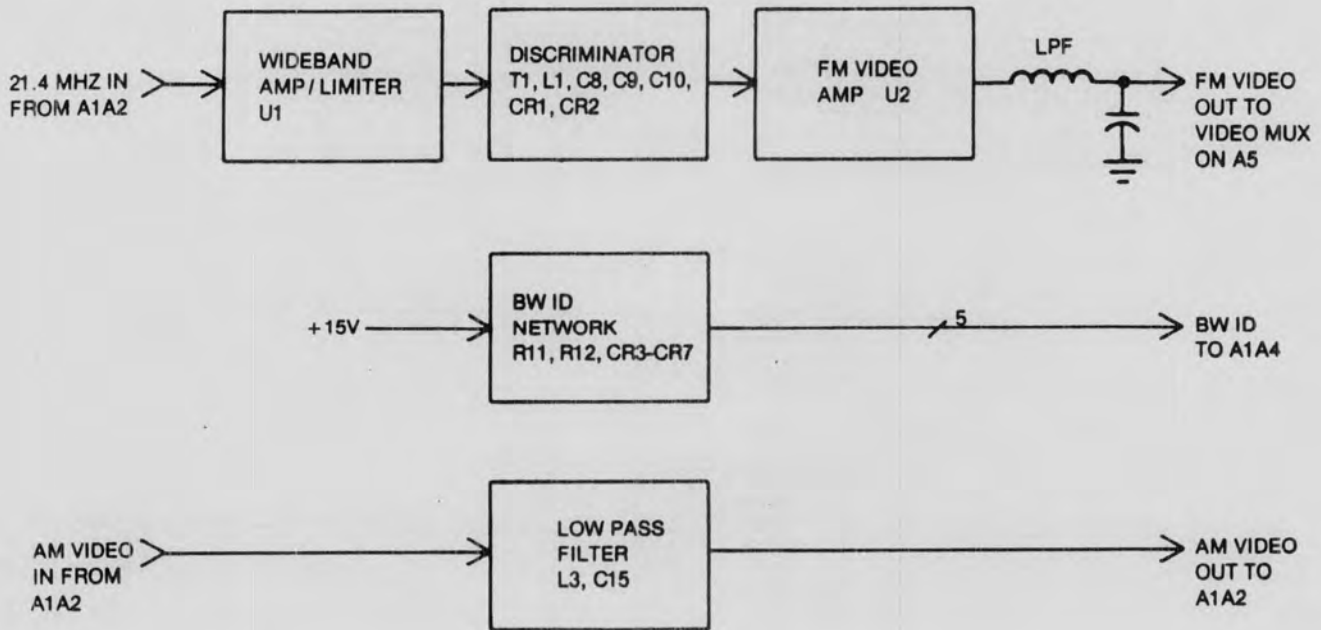 21.4 MHZ IN
FROM A1A2
WIDEBAND
AMP / LIMITER
U1
DISCRIMINATOR
T1, L1, C8, C9, C10,
CR1, CR2
FM VIDEO
AMP U2
LPF
FM VIDEO
OUT TO
VIDEO MUX
ON A5
+15V
BW ID
NETWORK
R11, R12, CR3-CR7
5
BW ID
TO A1A4
AM VIDEO
IN FROM
A1A2
LOW PASS
FILTER
L3, C15
AM VIDEO
OUT TO
A1A2